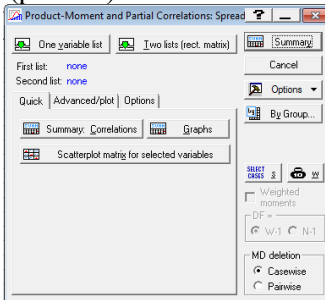 Product-Moment and Partial Correlations: Spread ? _ X
One variable list Two lists (rect. matrix) Summary
First list: none
Second list: none
Cancel
Options
Quick Advanced/plot Options
By Group...
Summary: Correlations Graphs
Scatterplot matrix for selected variables
SELECT CASES S W
Weighted moments
DF =
W-1 N-1
MD deletion
Casewise
Pairwise